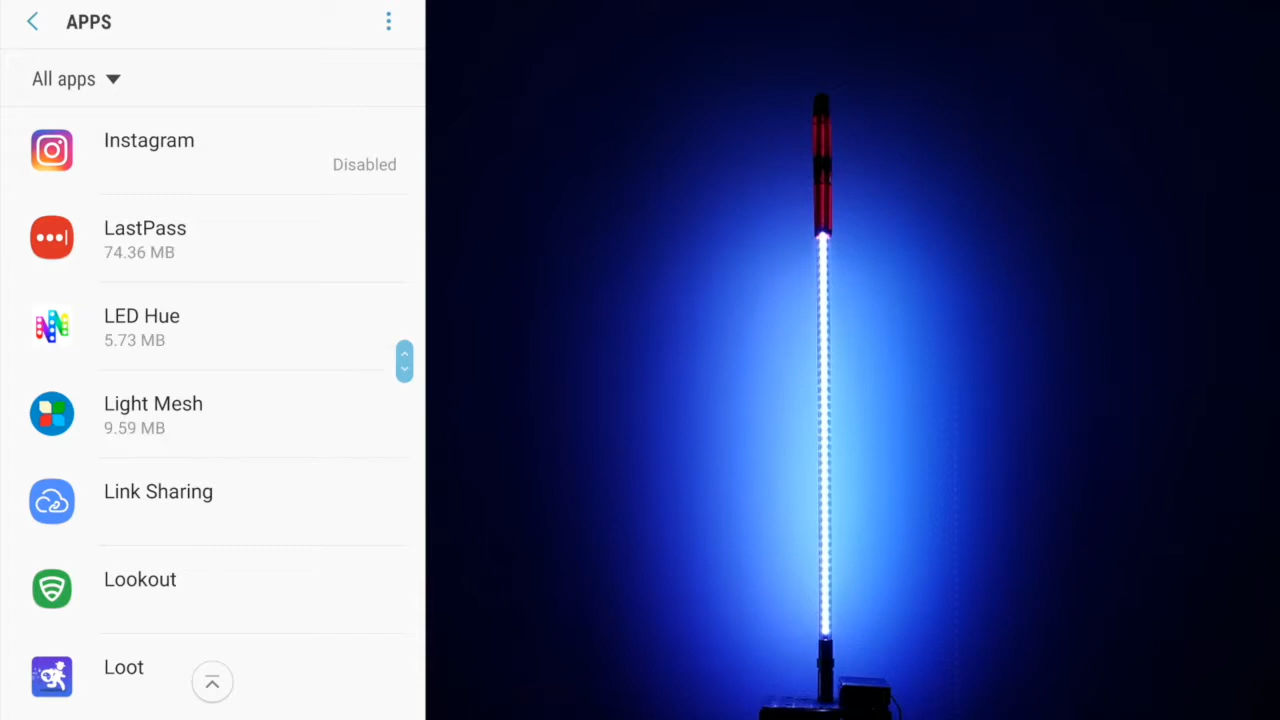 APPS
All apps
Instagram
Disabled
LastPass
74.36 MB
LED Hue
5.73 MB
Light Mesh
9.59 MB
Link Sharing
Lookout
Loot